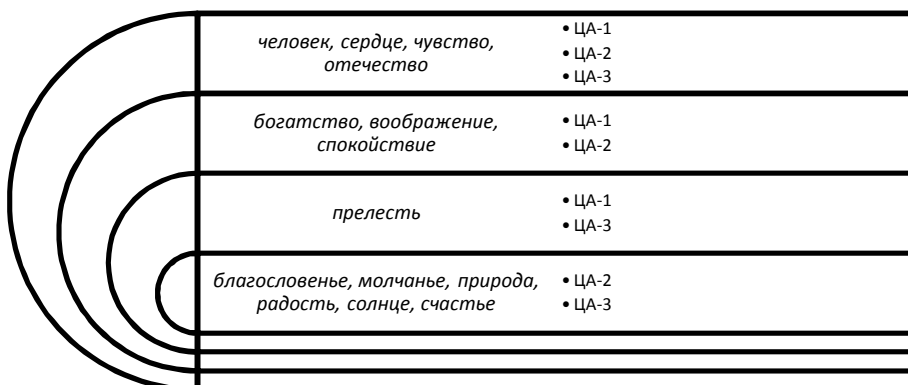 человек, сердце, чувство,
отечество
• ЦА-1
• ЦА-2
• ЦА-3
богатство, воображение,
спокойствие
• ЦА-1
• ЦА-2
прелесть
• ЦА-1
• ЦА-3
благословенье, молчанье, природа,
радость, солнце, счастье
• ЦА-2
• ЦА-3